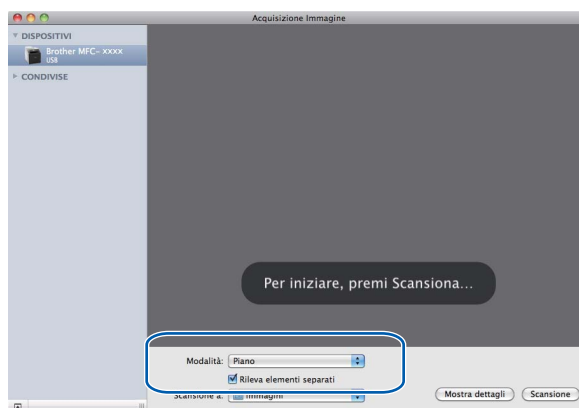 Acquisizione Immagine
DISPOSITIVI
Brother MFC- xxxx
USB
CONDIVISE
Per iniziare, premi Scansiona...
Modalità: Piano
Rileva elementi separati
Scansione a: Immagini
Mostra dettagli Scansione